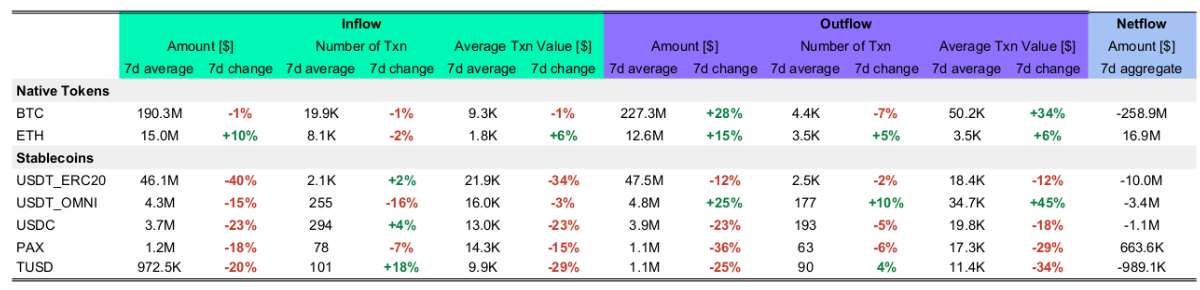 Inflow Outflow Netflow
Amount [$] Number of Txn Average Txn Value [$] Amount [$] Number of Txn Average Txn Value [$] Amount [$]
7d average 7d change 7d average 7d change 7d average 7d change 7d average 7d change 7d average 7d change 7d average 7d change 7d aggregate
Native Tokens
BTC 190.3M -1% 19.9K -1% 9.3K -1% 227.3M +28% 4.4K -7% 50.2K +34% -258.9M
ETH 15.0M +10% 8.1K -2% 1.8K +6% 12.6M +15% 3.5K +5% 3.5K +6% 16.9M
Stablecoins
USDT_ERC20 46.1M -40% 2.1K +2% 21.9K -34% 47.5M -12% 2.5K -2% 18.4K -12% -10.0M
USDT_OMNI 4.3M -15% 255 -16% 16.0K -3% 4.8M +25% 177 +10% 34.7K +45% -3.4M
USDC 3.7M -23% 294 +4% 13.0K -23% 3.9M -23% 193 -5% 19.8K -18% -1.1M
PAX 1.2M -18% 78 -7% 14.3K -15% 1.1M -36% 63 -6% 17.3K -29% 663.6K
TUSD 972.5K -20% 101 +18% 9.9K -29% 1.1M -25% 90 4% 11.4K -34% -989.1K